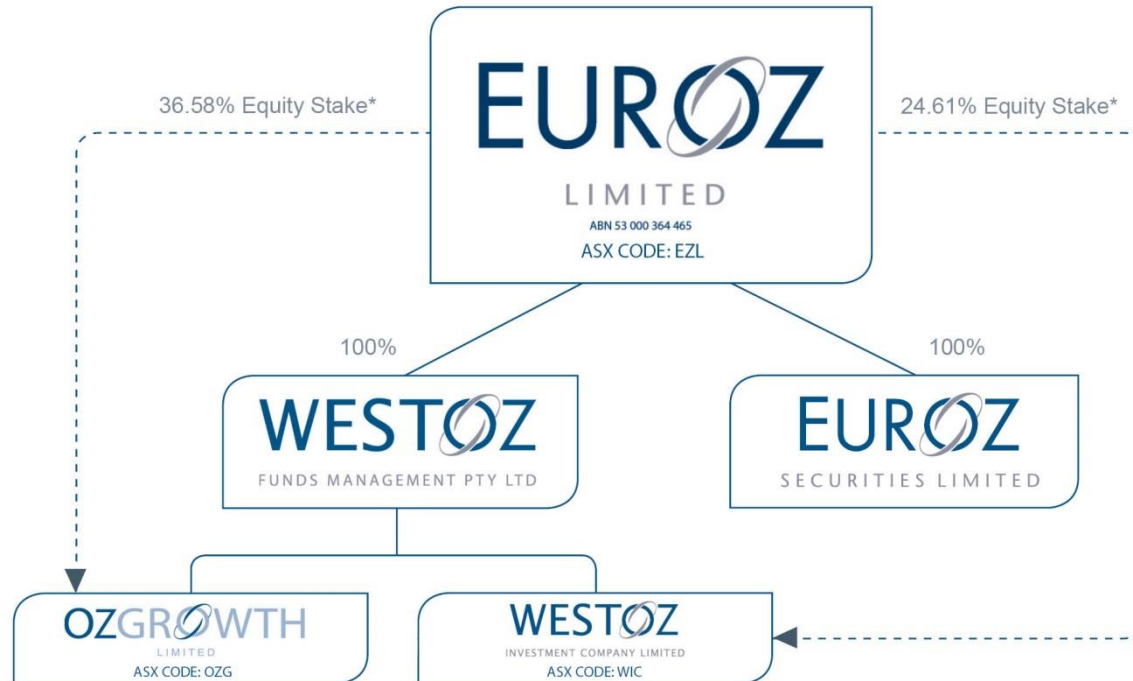 EUROZ
36.58% Equity Stake*
24.61% Equity Stake*
LIMITED
ABN 53 000 364 465
ASX CODE: EZL
100%
100%
WESTOZ
FUNDS MANAGEMENT PTY LTD
EUROZ
SECURITIES LIMITED
OZGROWTH
LIMITED
ASX CODE: OZG
WESTOZ
INVESTMENT COMPANY LIMITED
ASX CODE: WIC